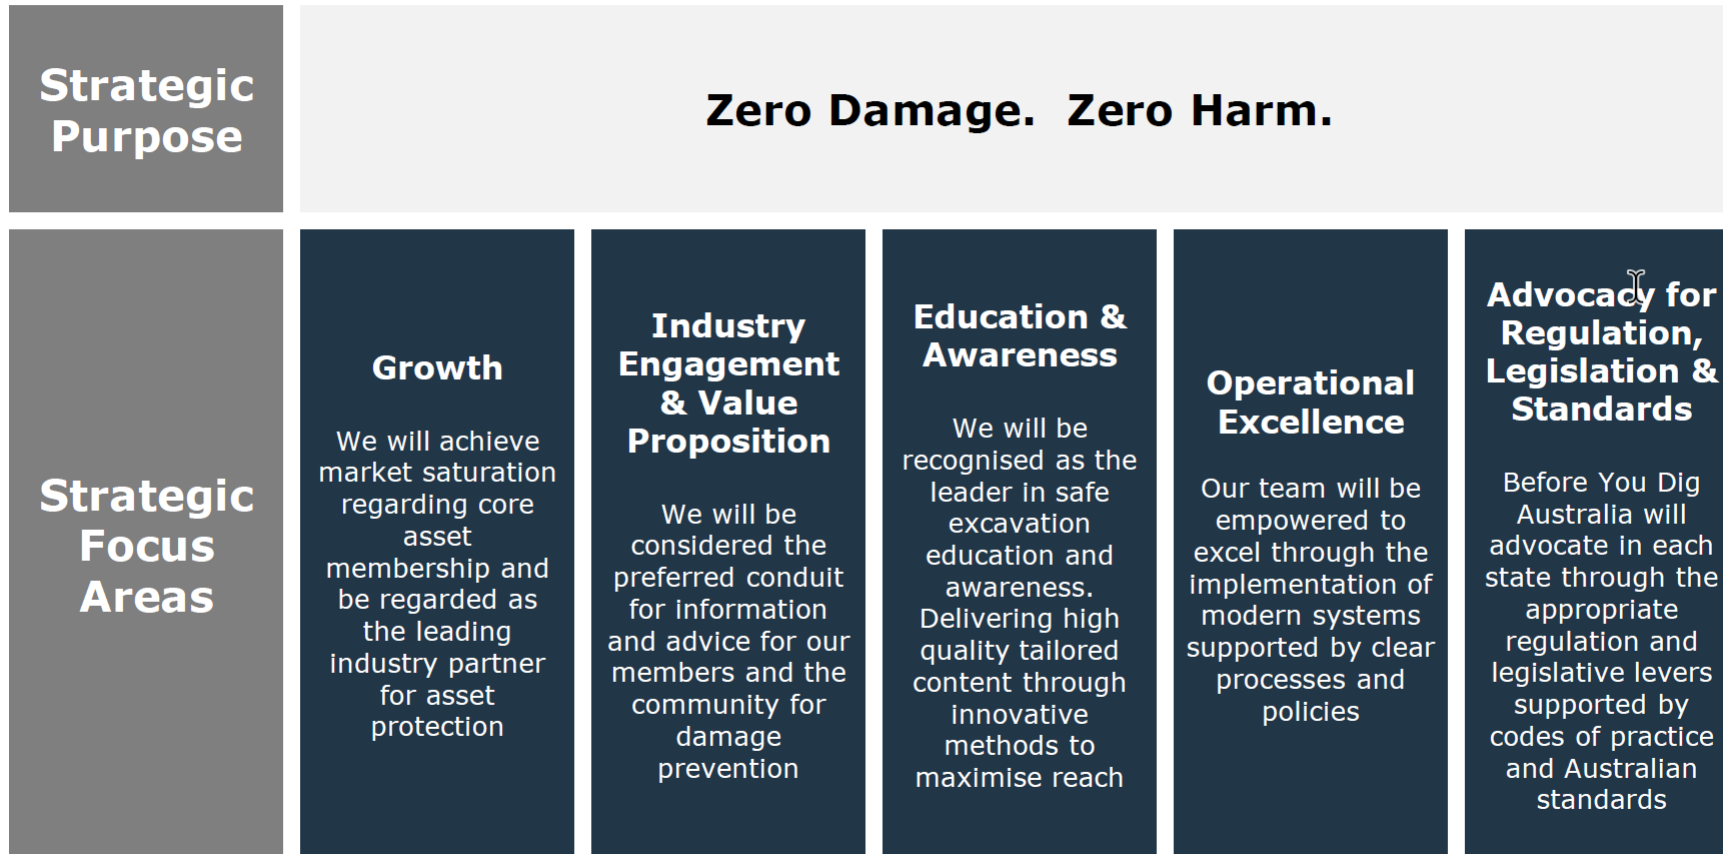 Strategic
Purpose
Zero Damage.  Zero Harm.
Strategic
Focus
Areas
Growth
We will achieve
market saturation
regarding core
asset
membership and
be regarded as
the leading
industry partner
for asset
protection
Industry
Engagement
& Value
Proposition
We will be
considered the
preferred conduit
for information
and advice for our
members and the
community for
damage
prevention
Education &
Awareness
We will be
recognised as the
leader in safe
excavation
education and
awareness.
Delivering high
quality tailored
content through
innovative
methods to
maximise reach
Operational
Excellence
Our team will be
empowered to
excel through the
implementation of
modern systems
supported by clear
processes and
policies
Advocacy for
Regulation,
Legislation &
Standards
Before You Dig
Australia will
advocate in each
state through the
appropriate
regulation and
legislative levers
supported by
codes of practice
and Australian
standards